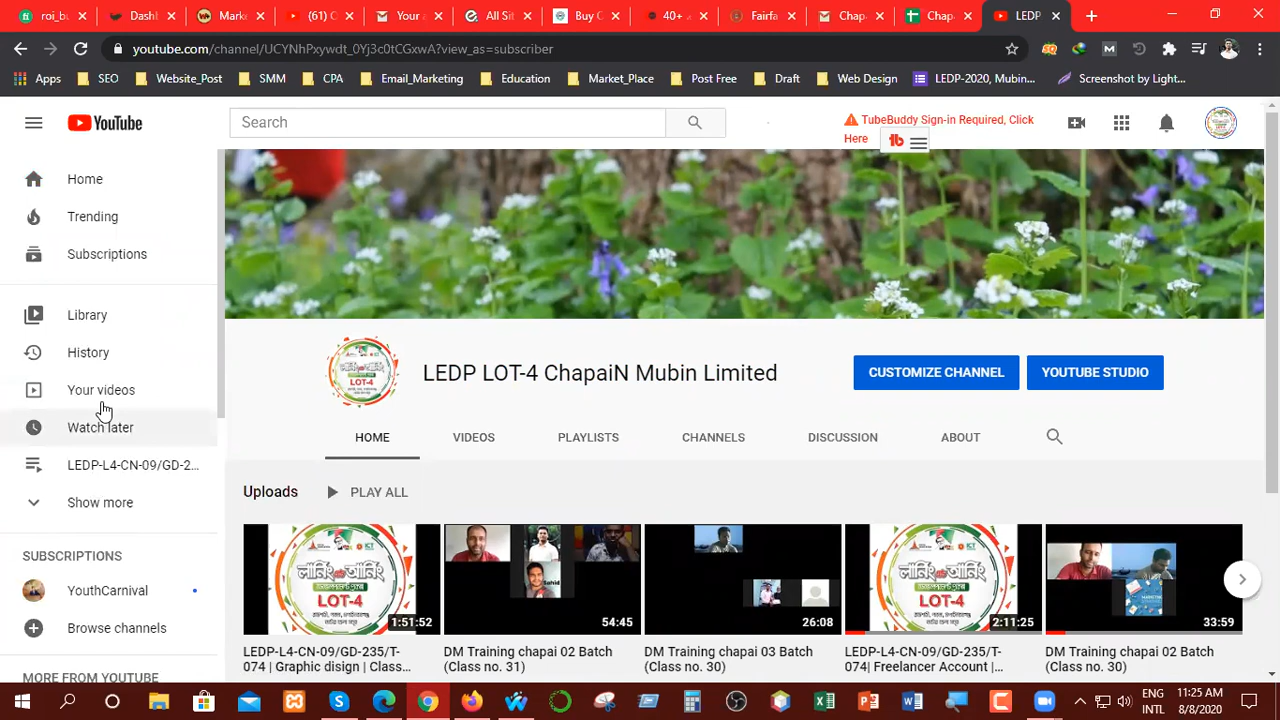 roi_bu
Dashl
Marke
(61) C
Your a
All Sit
Buy C
40+
Fairfa
Chap
Chap
LEDP
youtube.com/channel/UCYNhPxywdt_0Yj3c0tCGxwA?view_as=subscriber
Apps SEO Website_Post SMM CPA Email_Marketing Education Market_Place Post Free Draft Web Design LEDP-2020, Mubin... Screenshot by Light...
YouTube
Search
TubeBuddy Sign-in Required, Click
Here
Home
Trending
Subscriptions
Library
History
Your videos
Watch later
LEDP-L4-CN-09/GD-2...
Show more
SUBSCRIPTIONS
YouthCarnival
Browse channels
MORE FROM YOUTUBE
LEDP LOT-4 ChapaiN Mubin Limited
CUSTOMIZE CHANNEL
YOUTUBE STUDIO
HOME VIDEOS PLAYLISTS CHANNELS DISCUSSION ABOUT
Uploads PLAY ALL
লার্নিং
আর্নিং
LOT-4
1:51:52
LEDP-L4-CN-09/GD-235/T-
074 | Graphic disign | Class...
54:45
DM Training chapai 02 Batch
(Class no. 31)
26:08
DM Training chapai 03 Batch
(Class no. 30)
লার্নিং
আর্নিং
LOT-4
2:11:25
LEDP-L4-CN-09/GD-235/T-
074| Freelancer Account |...
33:59
DM Training chapai 02 Batch
(Class no. 30)
ENG
INTL
11:25 AM
8/8/2020